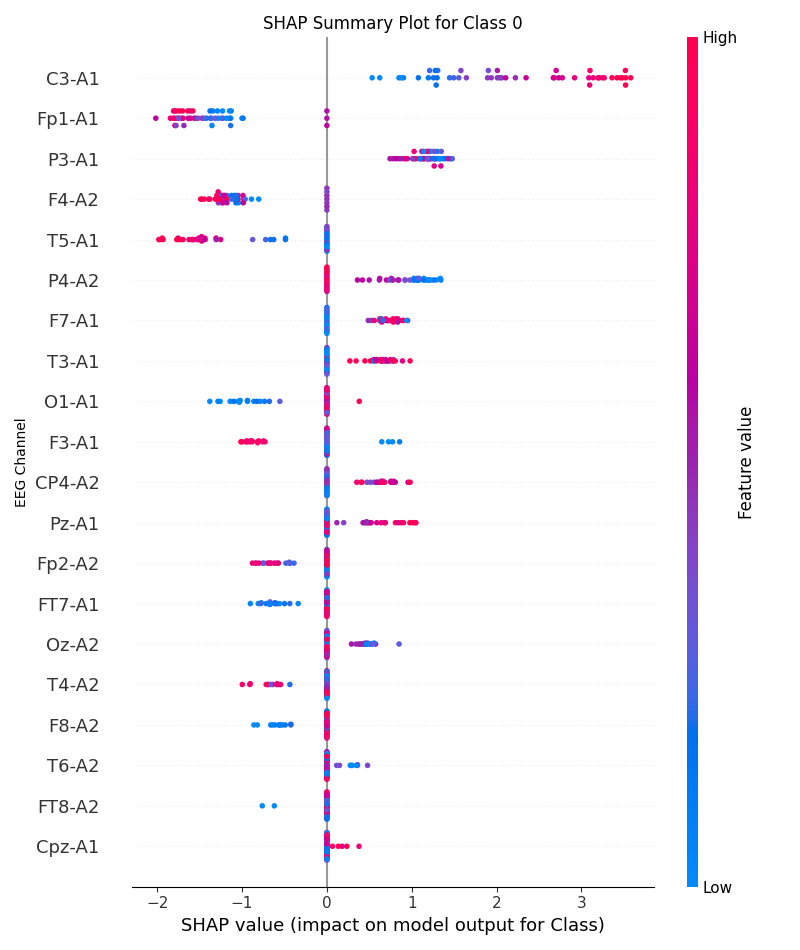 SHAP Summary Plot for Class 0
High
C3-A1
Fp1-A1
P3-A1
F4-A2
T5-A1
P4-A2
F7-A1
T3-A1
O1-A1
F3-A1
CP4-A2
Pz-A1
Fp2-A2
FT7-A1
Oz-A2
T4-A2
F8-A2
T6-A2
FT8-A2
Cpz-A1
EEG Channel
Feature value
Low
−2 −1 0 1 2 3
SHAP value (impact on model output for Class)